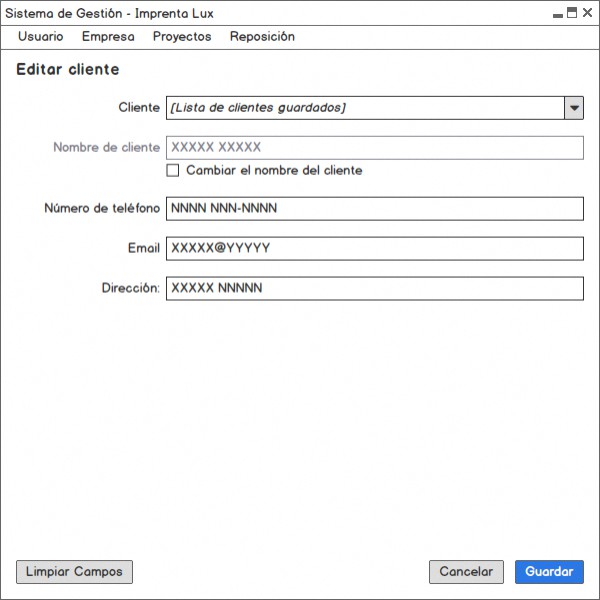 Sistema de Gestión - Imprenta Lux
Usuario Empresa Proyectos Reposición
Editar cliente
Cliente [Lista de clientes guardados]
Nombre de cliente XXXXX XXXXX
Cambiar el nombre del cliente
Número de teléfono NNNN NNN-NNNN
Email XXXXX@YYYYY
Dirección: XXXXX NNNNN
Limpiar Campos Cancelar Guardar